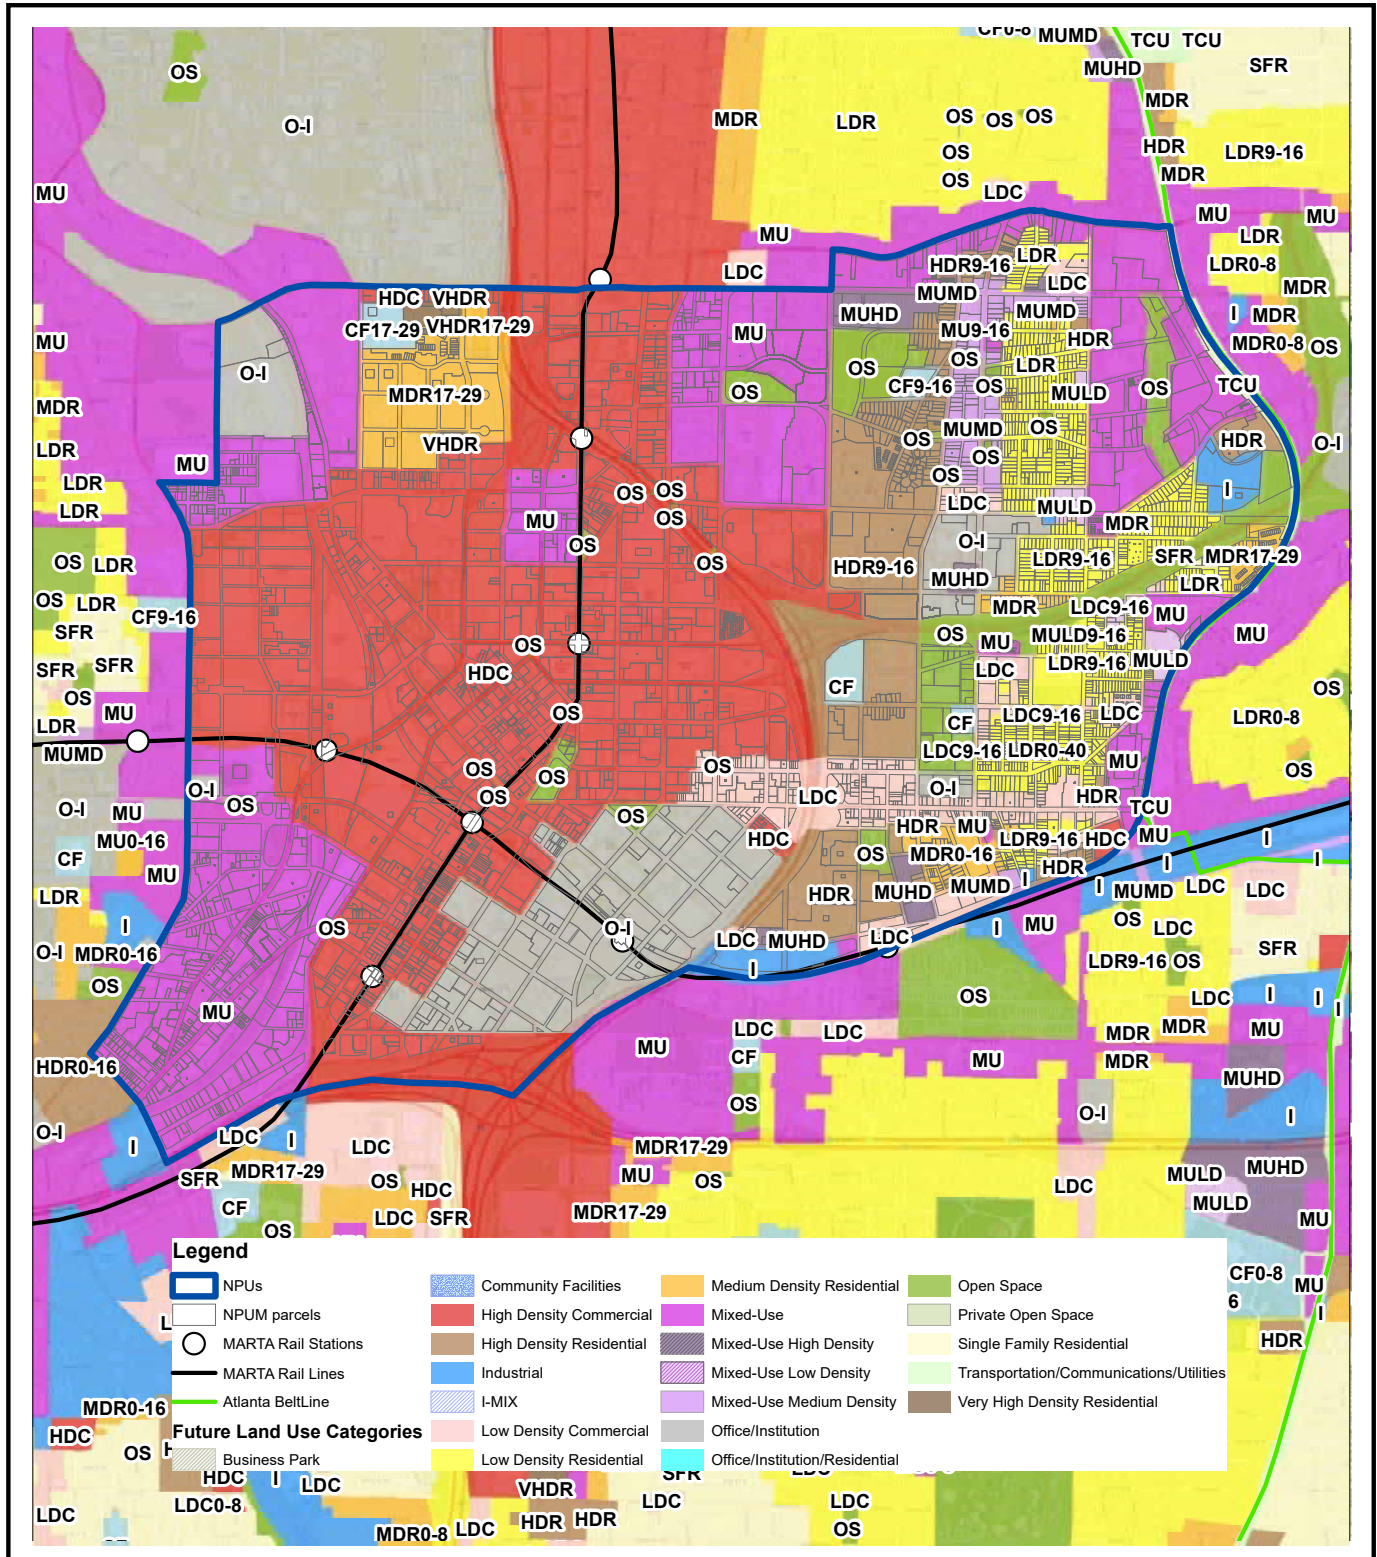 CF0-8 MUMD TCU TCU
OS MUHD SFR
MDR
O-I MDR LDR OS OS OS
HDR
OS LDR9-16
OS MDR
MU LDC
MU MU
MU LDR
LDC HDR9-16 LDR LDR0-8
LDC MDR
HDC VHDR MUMD
CF17-29 VHDR17-29 MUHD MUMD I MDR
MU MU MU9-16 HDR MDR0-8 OS
O-I OS OS LDR
CF9-16 OS OS TCU
MDR MDR17-29 OS MULD
VHDR MUMD OS
LDR OS HDR O-I
MU OS
LDR OS I
OS OS LDC MULD
LDR OS MDR
MU O-I
OS
OS LDR OS HDR9-16 LDR9-16 SFR MDR17-29
MUHD LDR
OS LDR MDR LDC9-16
CF9-16 MU
SFR OS MULD9-16 MU
OS MU
SFR SFR HDC LDC LDR9-16 MULD
OS CF OS
MU OS LDC9-16 LDC LDR0-8
LDR CF
MUMD LDC9-16 LDR0-40
OS OS OS MU OS
O-I OS LDC O-I HDR
O-I OS OS TCU
MU OS
MU0-16 HDC HDR MU LDR9-16 HDC MU I
CF OS MDR0-16 I I
MU HDR
LDR HDR MUHD MUMD I I MUMD LDC LDC
I OS O-I OS
LDC MUHD LDC I MU LDC
O-I MDR0-16 SFR
I LDR9-16 OS
OS OS I I
MU LDC I
LDC LDC MDR MDR MU
MU
HDR0-16 CF MU MDR
MUHD
OS O-I I
O-I
I LDC I LDC MDR17-29
MDR17-29 MU OS MULD MUHD
SFR OS HDC LDC
CF MULD
LDC SFR MDR17-29 MU
OS
Legend
NPUs
NPUM parcels
MARTA Rail Stations
MARTA Rail Lines
Atlanta BeltLine
Future Land Use Categories
Business Park
Community Facilities
High Density Commercial
High Density Residential
Industrial
I-MIX
Low Density Commercial
Low Density Residential
Medium Density Residential
Mixed-Use
Mixed-Use High Density
Mixed-Use Low Density
Mixed-Use Medium Density
Office/Institution
Office/Institution/Residential
Open Space
Private Open Space
Single Family Residential
Transportation/Communications/Utilities
Very High Density Residential
CF0-8
MU
6
I
HDR
MDR0-16
HDC
OS
HDC I LDC SFR
VHDR
LDC LDC0-8 LDC LDC
HDR HDR
MDR0-8 LDC OS